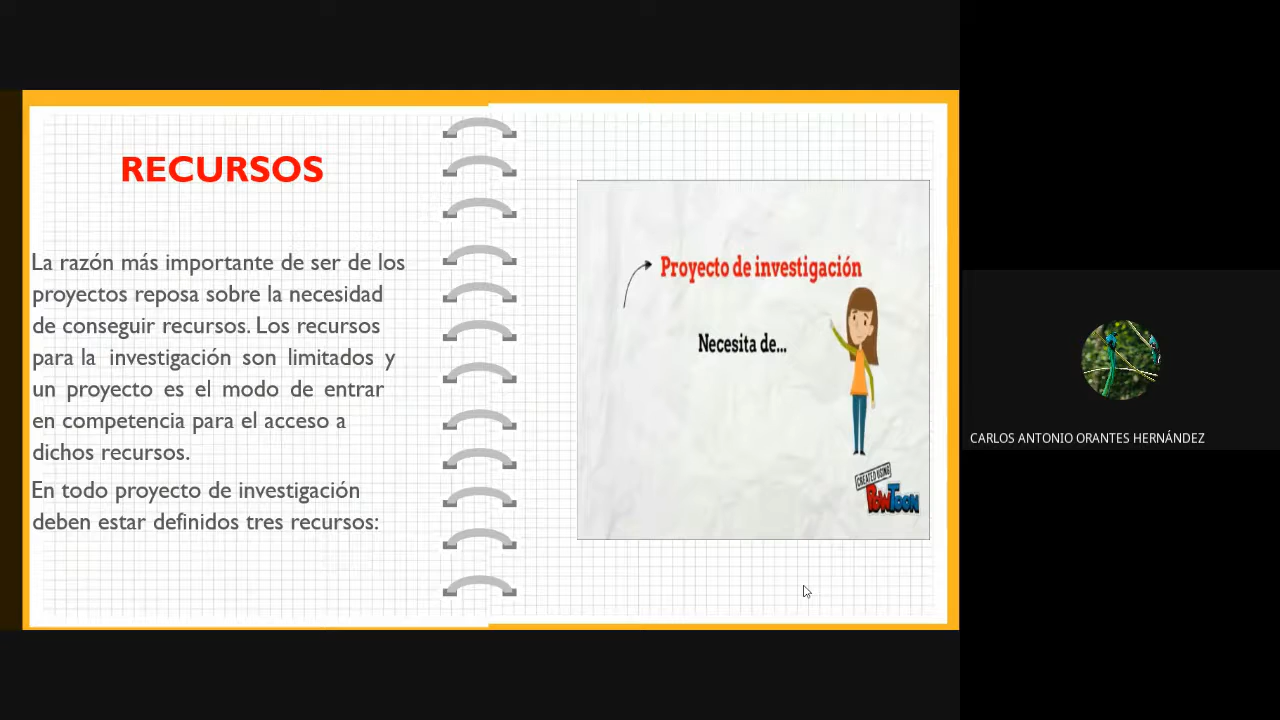 RECURSOS
La razón más importante de ser de los
proyectos reposa sobre la necesidad
de conseguir recursos. Los recursos
para la investigación son limitados y
un proyecto es el modo de entrar
en competencia para el acceso a
dichos recursos.
En todo proyecto de investigación
deben estar definidos tres recursos:
Proyecto de investigación
Necesita de...
CREATED USING
POWTOON
CARLOS ANTONIO ORANTES HERNÁNDEZ